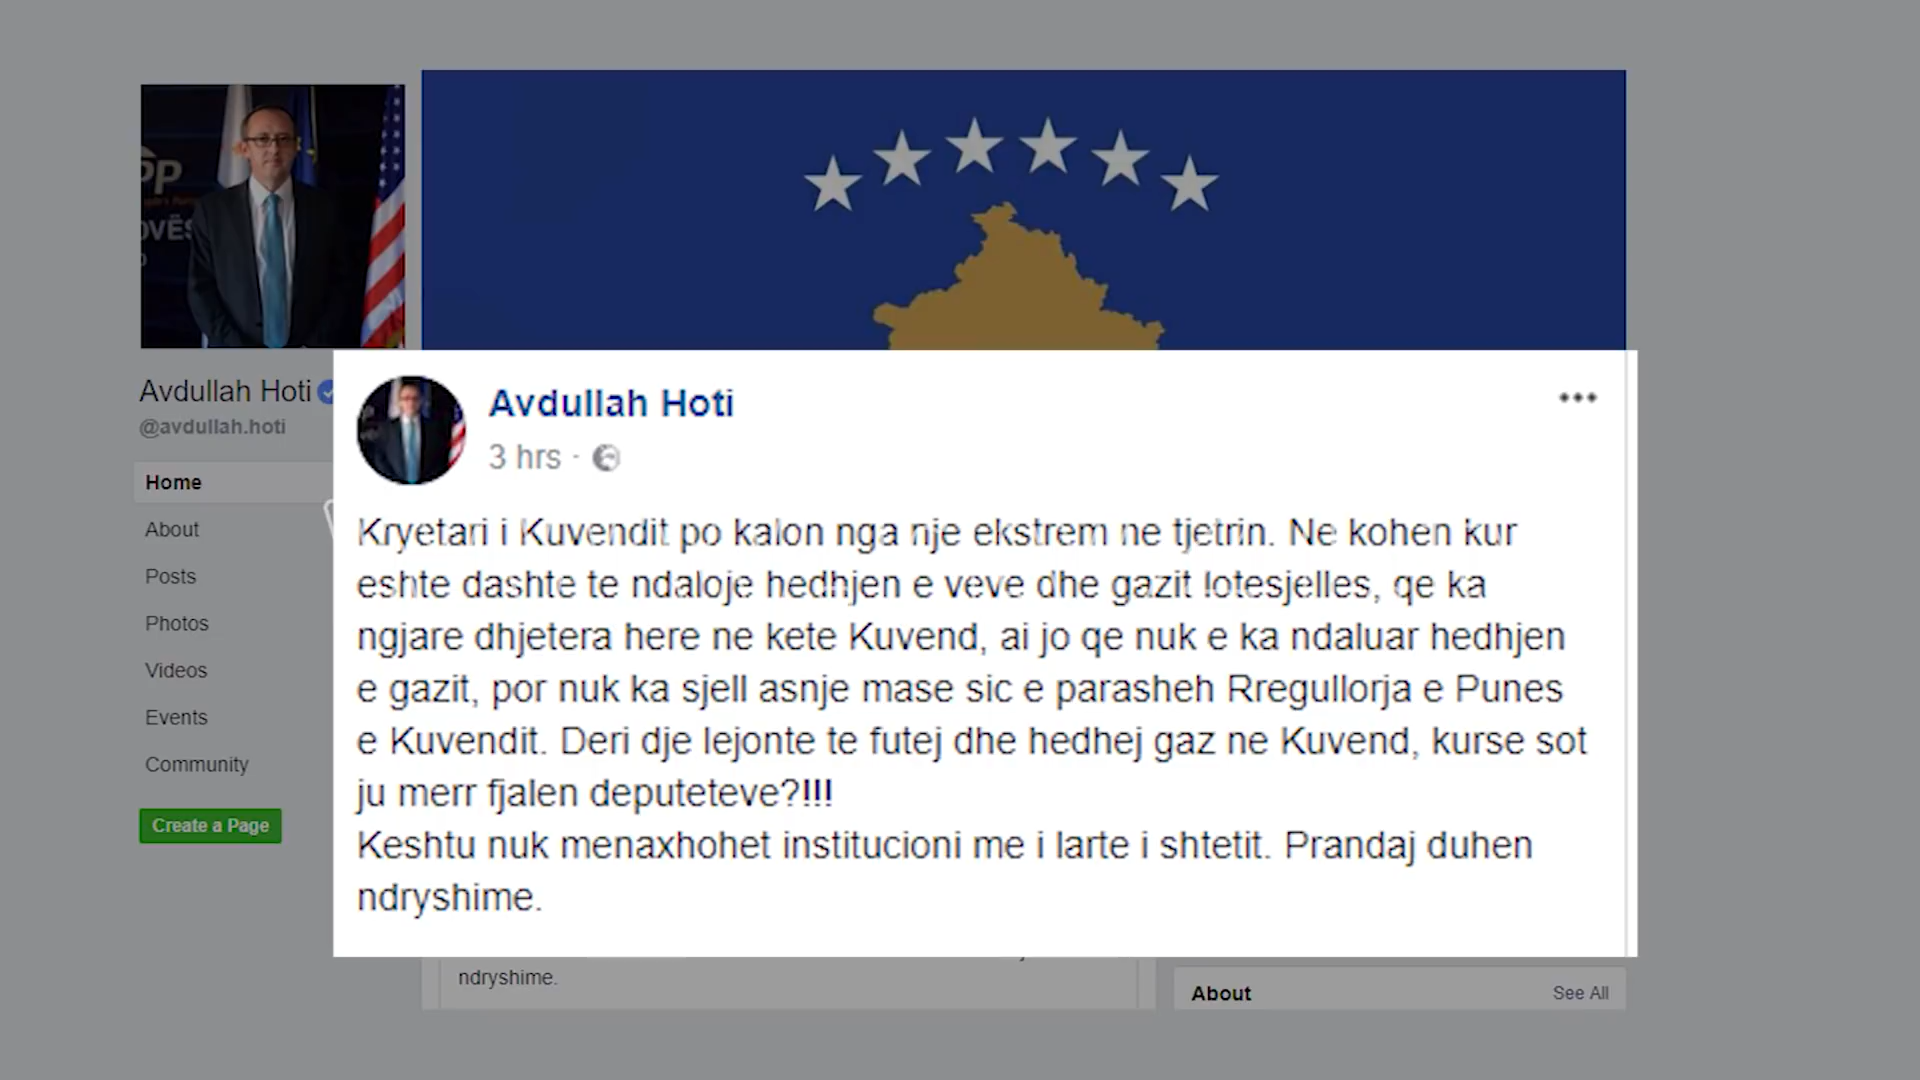 Avdullah Hoti
@avdullah.hoti
Home
About
Posts
Photos
Videos
Events
Community
Create a Page
Avdullah Hoti
3 hrs ·
Kryetari i Kuvendit po kalon nga nje ekstrem ne tjetrin. Ne kohen kur
eshte dashte te ndaloje hedhjen e veve dhe gazit lotesjelles, qe ka
ngjare dhjetera here ne kete Kuvend, ai jo qe nuk e ka ndaluar hedhjen
e gazit, por nuk ka sjell asnje mase sic e parasheh Rregullorja e Punes
e Kuvendit. Deri dje lejonte te futej dhe hedhej gaz ne Kuvend, kurse sot
ju merr fjalen deputeteve?!!!
Keshtu nuk menaxhohet institucioni me i larte i shtetit. Prandaj duhen
ndryshime.
ndryshime.
About
See All